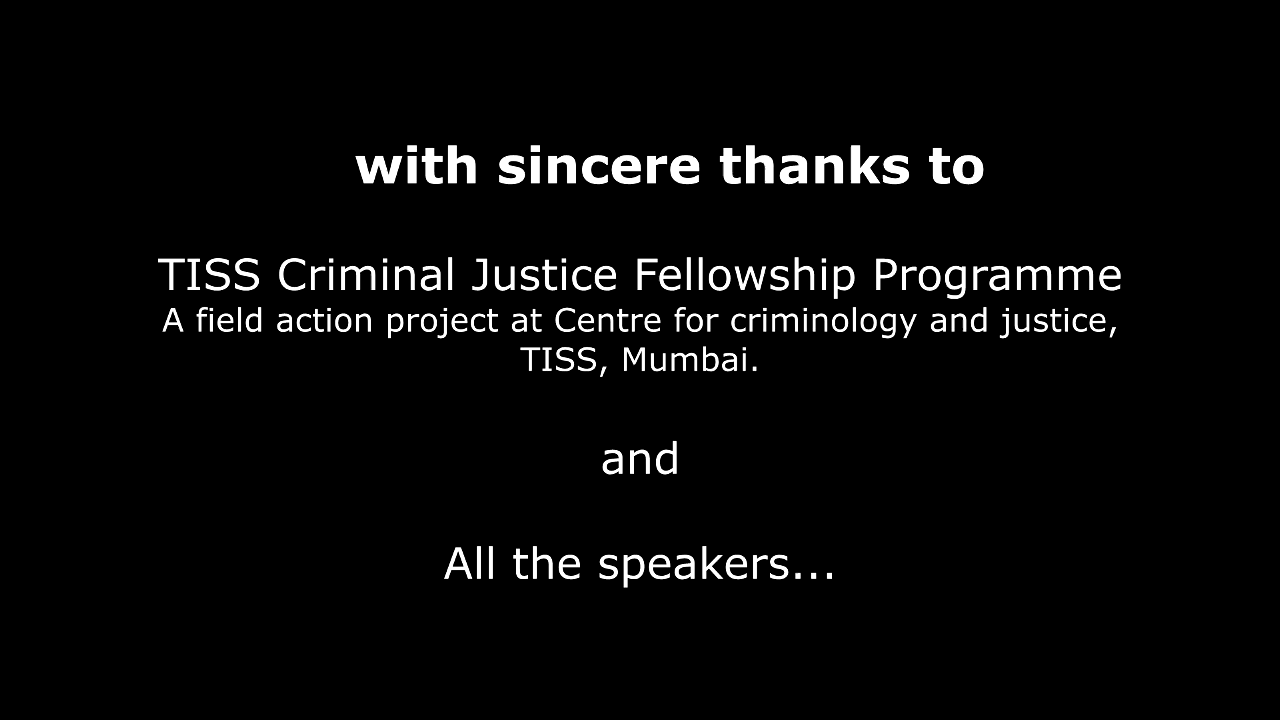 with sincere thanks to
TISS Criminal Justice Fellowship Programme
A field action project at Centre for criminology and justice,
TISS, Mumbai.
and
All the speakers...